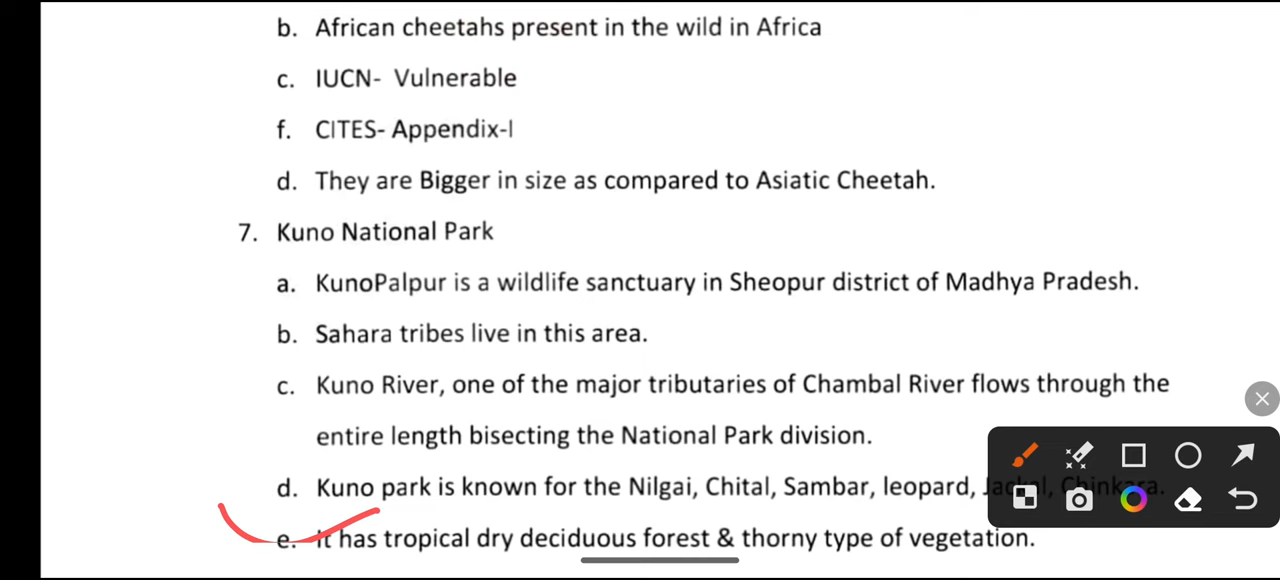 b. African cheetahs present in the wild in Africa
c. IUCN- Vulnerable
f. CITES- Appendix-I
d. They are Bigger in size as compared to Asiatic Cheetah.
7. Kuno National Park
a. KunoPalpur is a wildlife sanctuary in Sheopur district of Madhya Pradesh.
b. Sahara tribes live in this area.
c. Kuno River, one of the major tributaries of Chambal River flows through the
entire length bisecting the National Park division.
d. Kuno park is known for the Nilgai, Chital, Sambar, leopard, Jackal, Chinkara.
e. It has tropical dry deciduous forest & thorny type of vegetation.